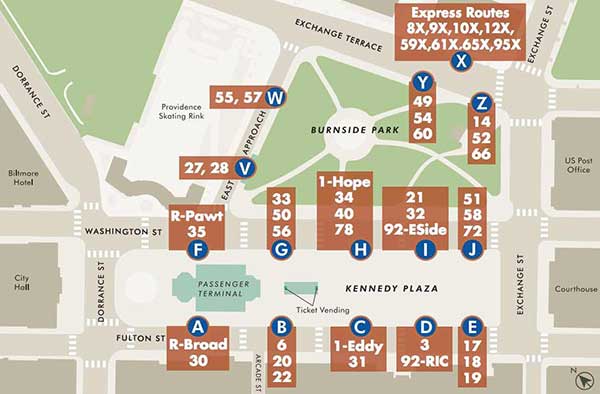 Express Routes
8X,9X,10X,12X,
59X,61X,65X,95X
X
EXCHANGE TERRACE
EXCHANGE ST
DORRANCE ST
55, 57 W
Y
49
54
60
Z
14
52
66
Providence
Skating Rink
BURNSIDE PARK
EAST APPROACH
27, 28 V
Biltmore
Hotel
US Post
Office
R-Pawt
35
F
33
50
56
G
1-Hope
34
40
78
H
21
32
92-ESide
I
51
58
72
J
WASHINGTON ST
City
Hall
DORRANCE ST
PASSENGER
TERMINAL
KENNEDY PLAZA
Ticket Vending
EXCHANGE ST
Courthouse
FULTON ST
A
R-Broad
30
ARCADE ST
B
6
20
22
C
1-Eddy
31
D
3
92-RIC
E
17
18
19
N